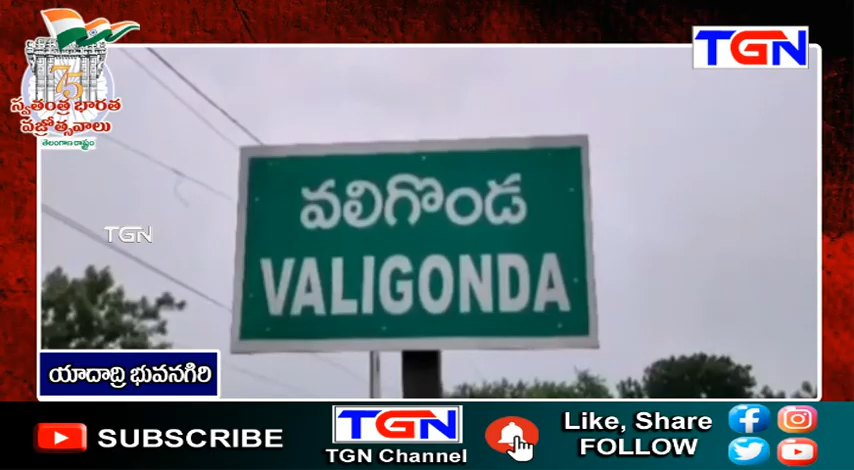 75
స్వతంత్ర భారత
వజ్రోత్సవాలు
తెలంగాణ రాష్ట్రం
TGN
TGN
వలిగొండ
VALIGONDA
యాదాద్రి భువనగిరి
SUBSCRIBE
TGN
TGN Channel
Like, Share
FOLLOW